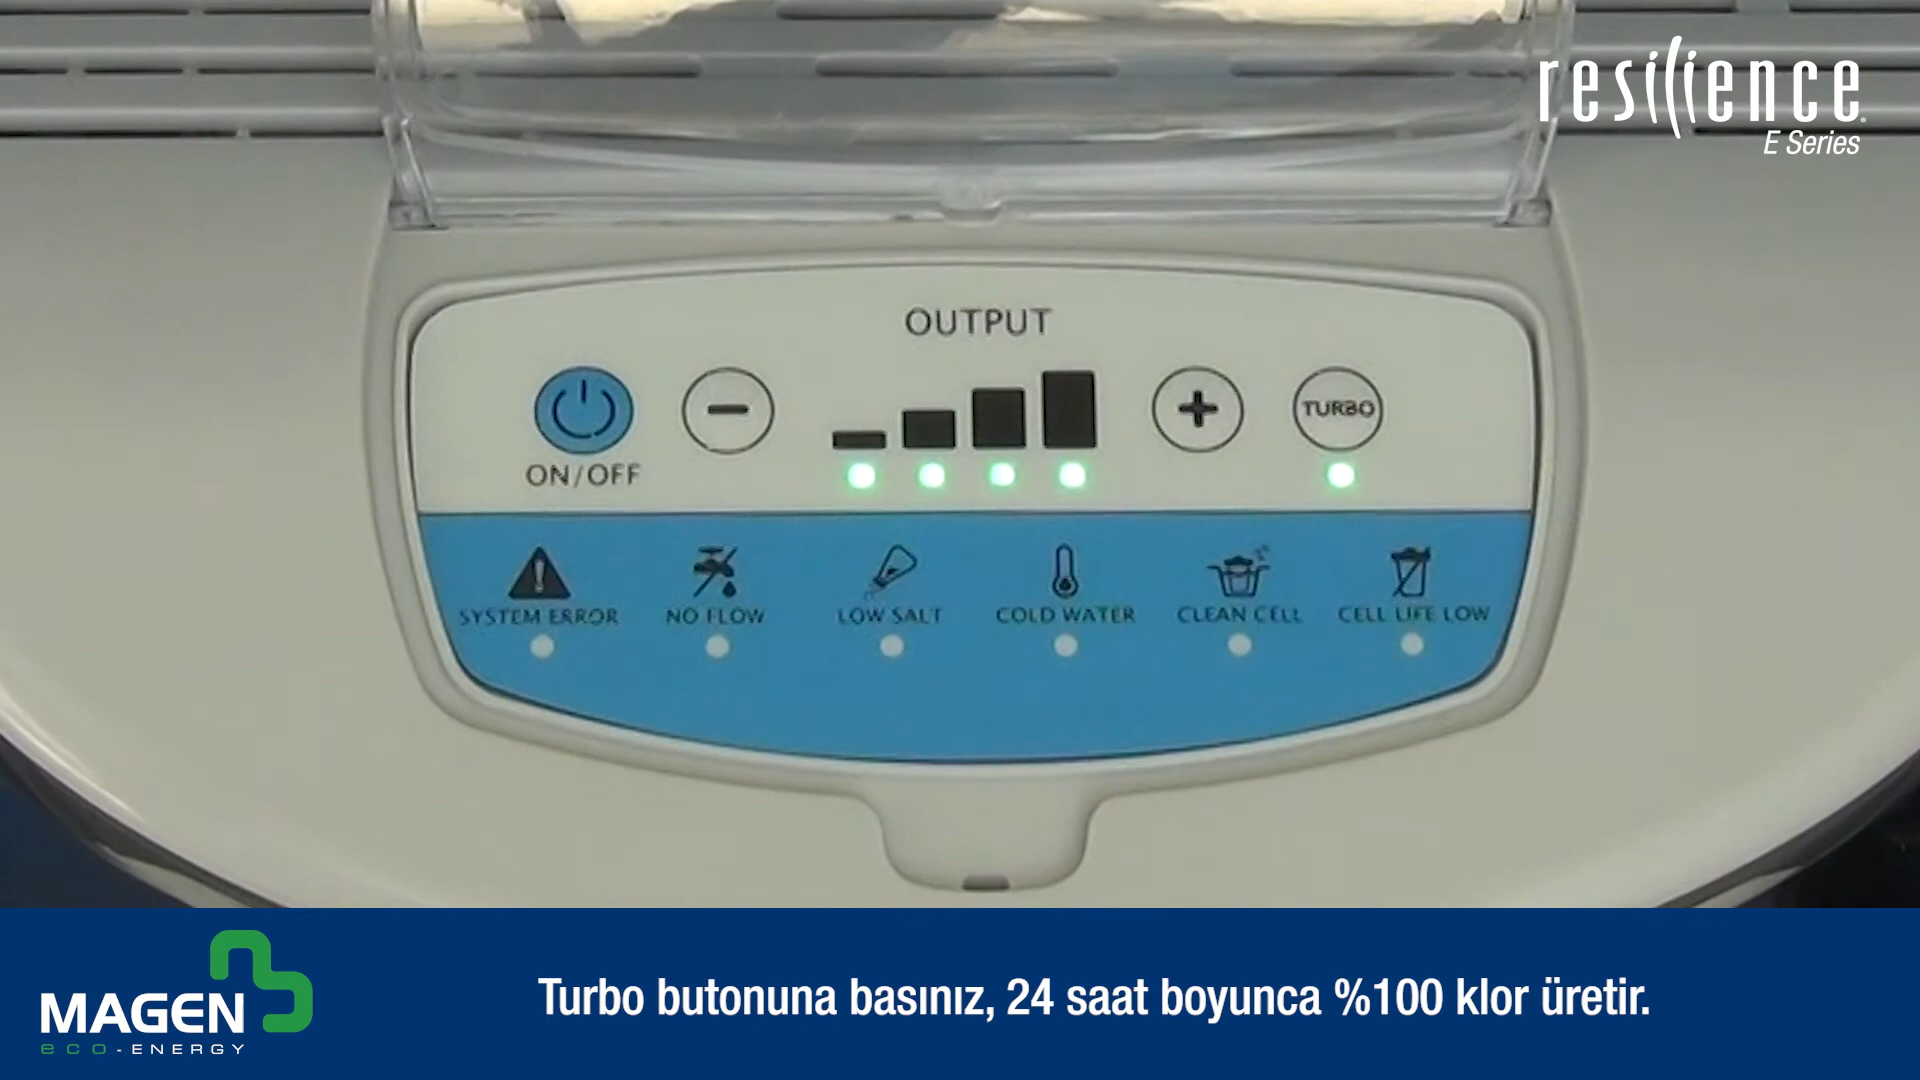 resilience
E Series
OUTPUT
TURBO
ON/OFF
SYSTEM ERROR
NO FLOW
LOW SALT
COLD WATER
CLEAN CELL
CELL LIFE LOW
MAGEN
eco-ENERGY
Turbo butonuna basınız, 24 saat boyunca %100 klor üretir.